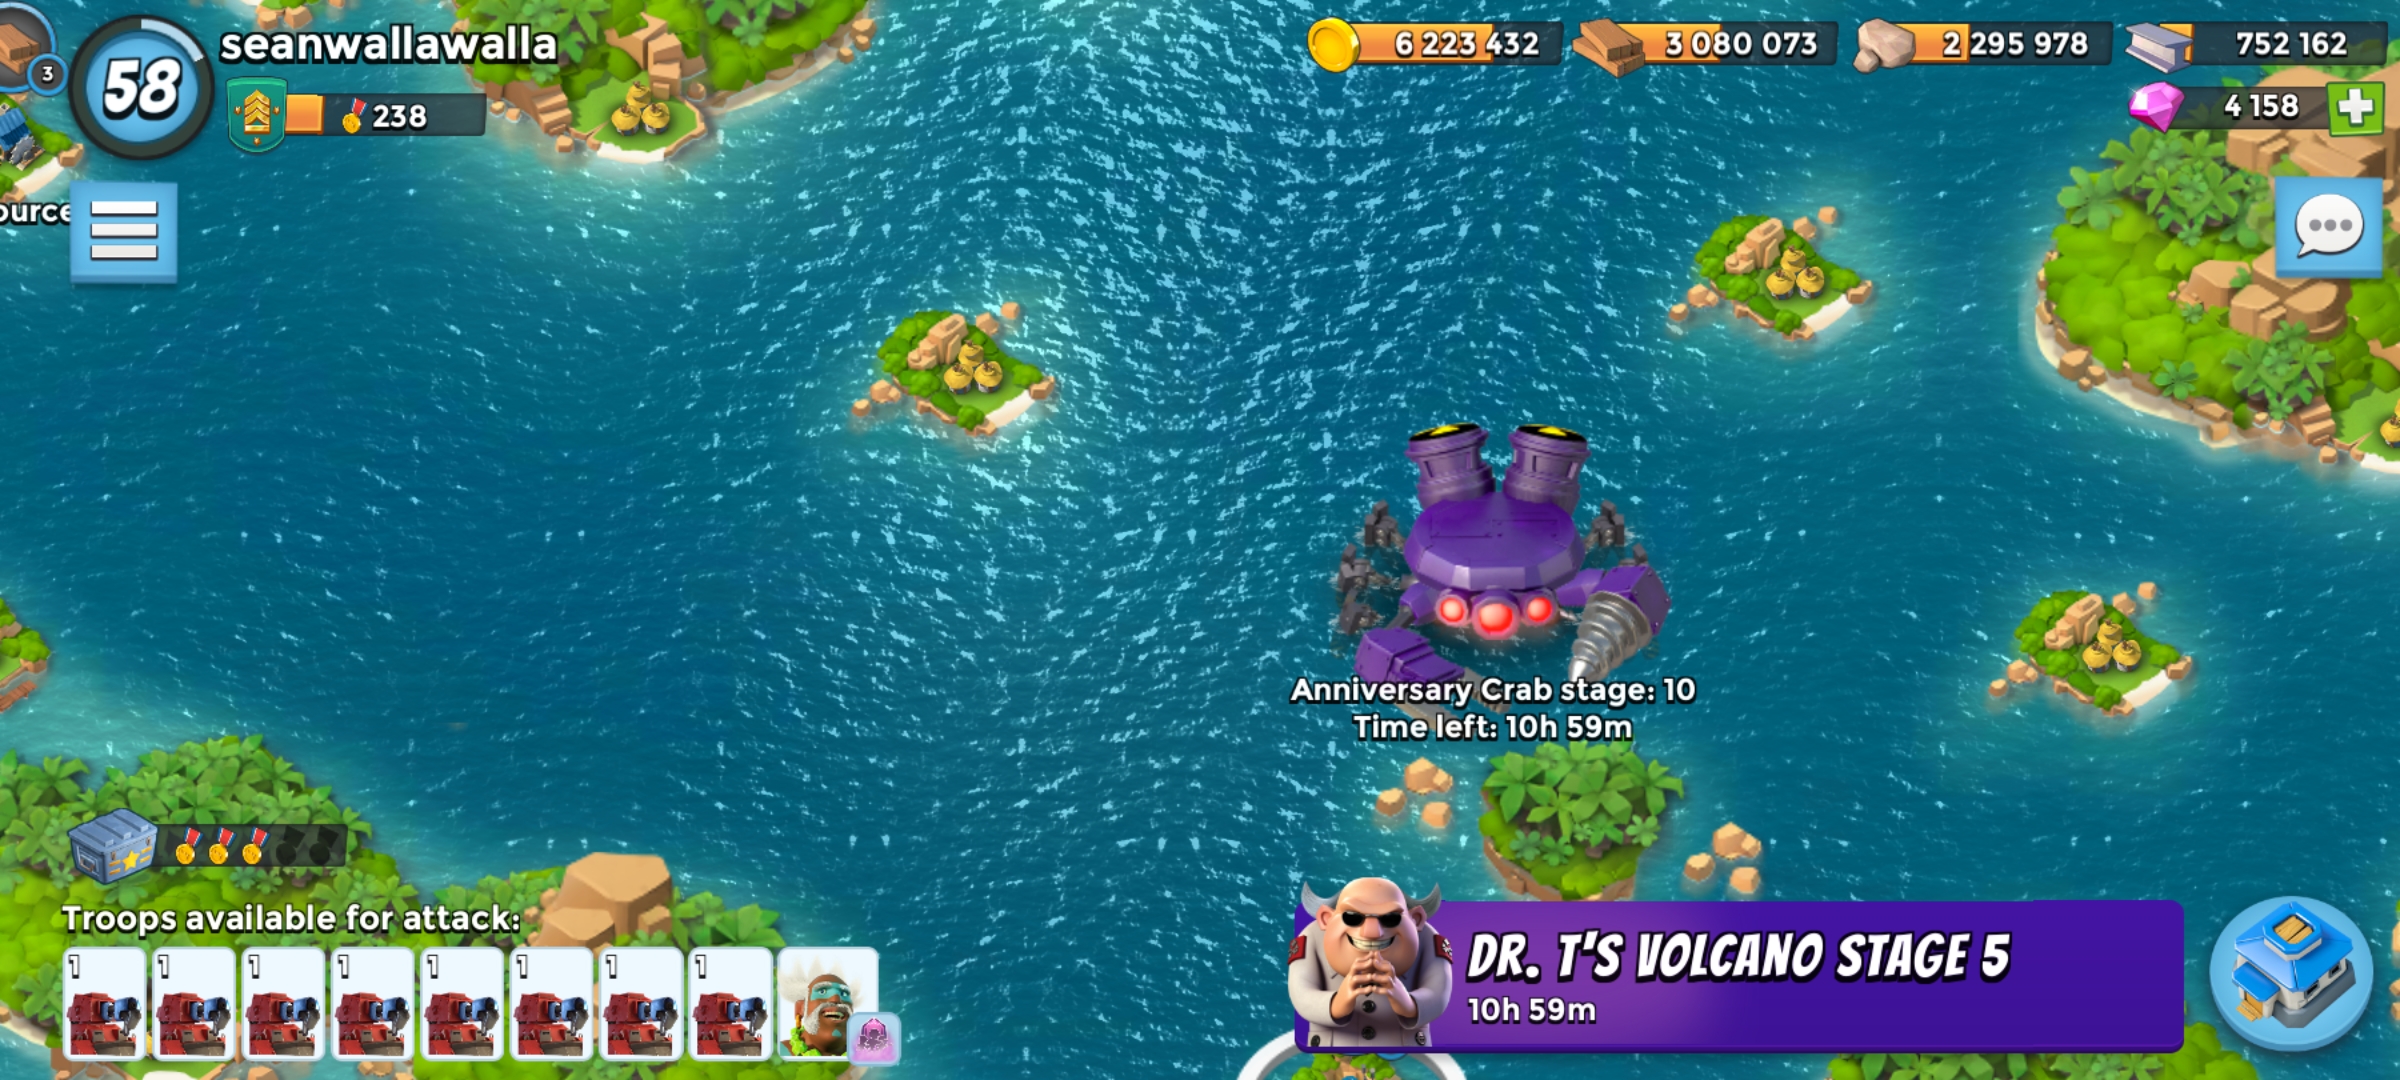 3
58
seanwallawalla
238
6 223 432
3 080 073
2 295 978
752 162
4 158
ource
Anniversary Crab stage: 10
Time left: 10h 59m
Troops available for attack:
1 1 1 1 1 1 1 1
DR. T'S VOLCANO STAGE 5
10h 59m